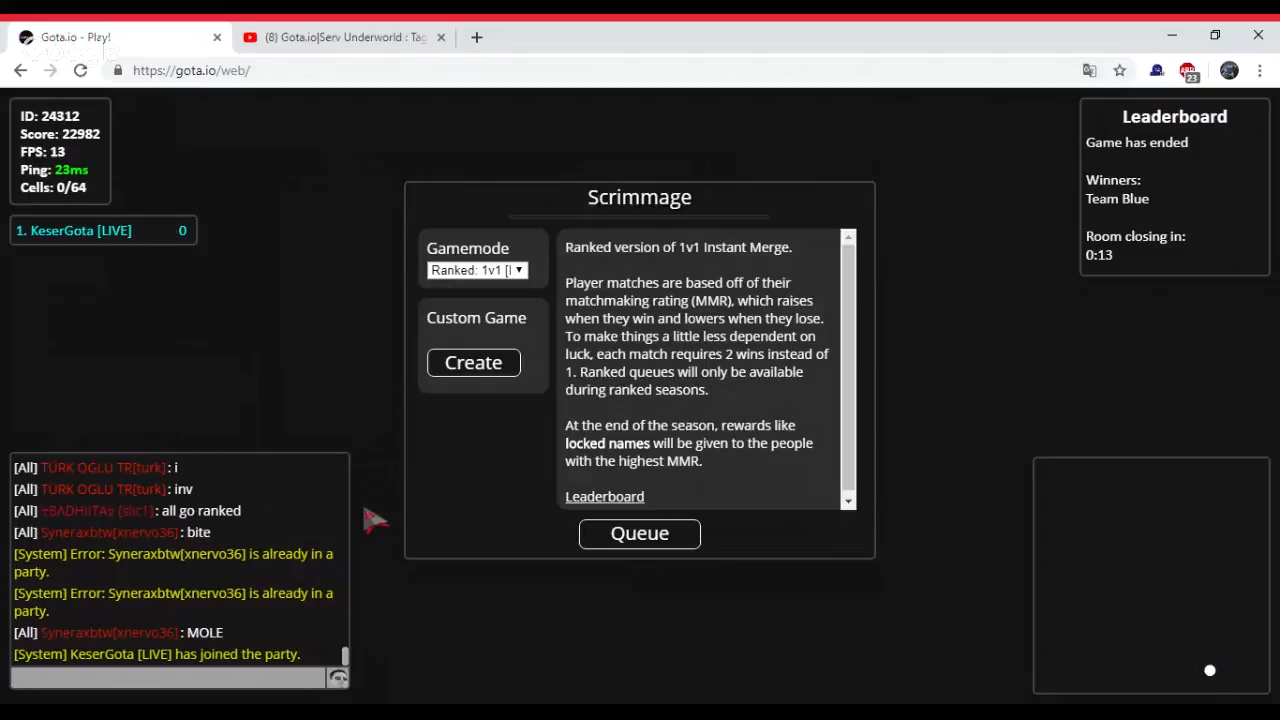 Gota.io - Play!
(8) Gota.io|Serv Underworld : Tag
https://gota.io/web/
23
ID: 24312
Score: 22982
FPS: 13
Ping: 23ms
Cells: 0/64
1. KeserGota [LIVE] 0
Leaderboard
Game has ended
Winners:
Team Blue
Room closing in:
0:13
Scrimmage
Gamemode
Ranked: 1v1 [I
Custom Game
Create
Ranked version of 1v1 Instant Merge.
Player matches are based off of their
matchmaking rating (MMR), which raises
when they win and lowers when they lose.
To make things a little less dependent on
luck, each match requires 2 wins instead of
1. Ranked queues will only be available
during ranked seasons.
At the end of the season, rewards like
locked names will be given to the people
with the highest MMR.
Leaderboard
Queue
[All] TÜRK OGLU TR[turk]: i
[All] TÜRK OGLU TR[turk]: inv
[All] [slic1]: all go ranked
[All] Syneraxbtw[xnervo36]: bite
[System] Error: Syneraxbtw[xnervo36] is already in a
party.
[System] Error: Syneraxbtw[xnervo36] is already in a
party.
[All] Syneraxbtw[xnervo36]: MOLE
[System] KeserGota [LIVE] has joined the party.